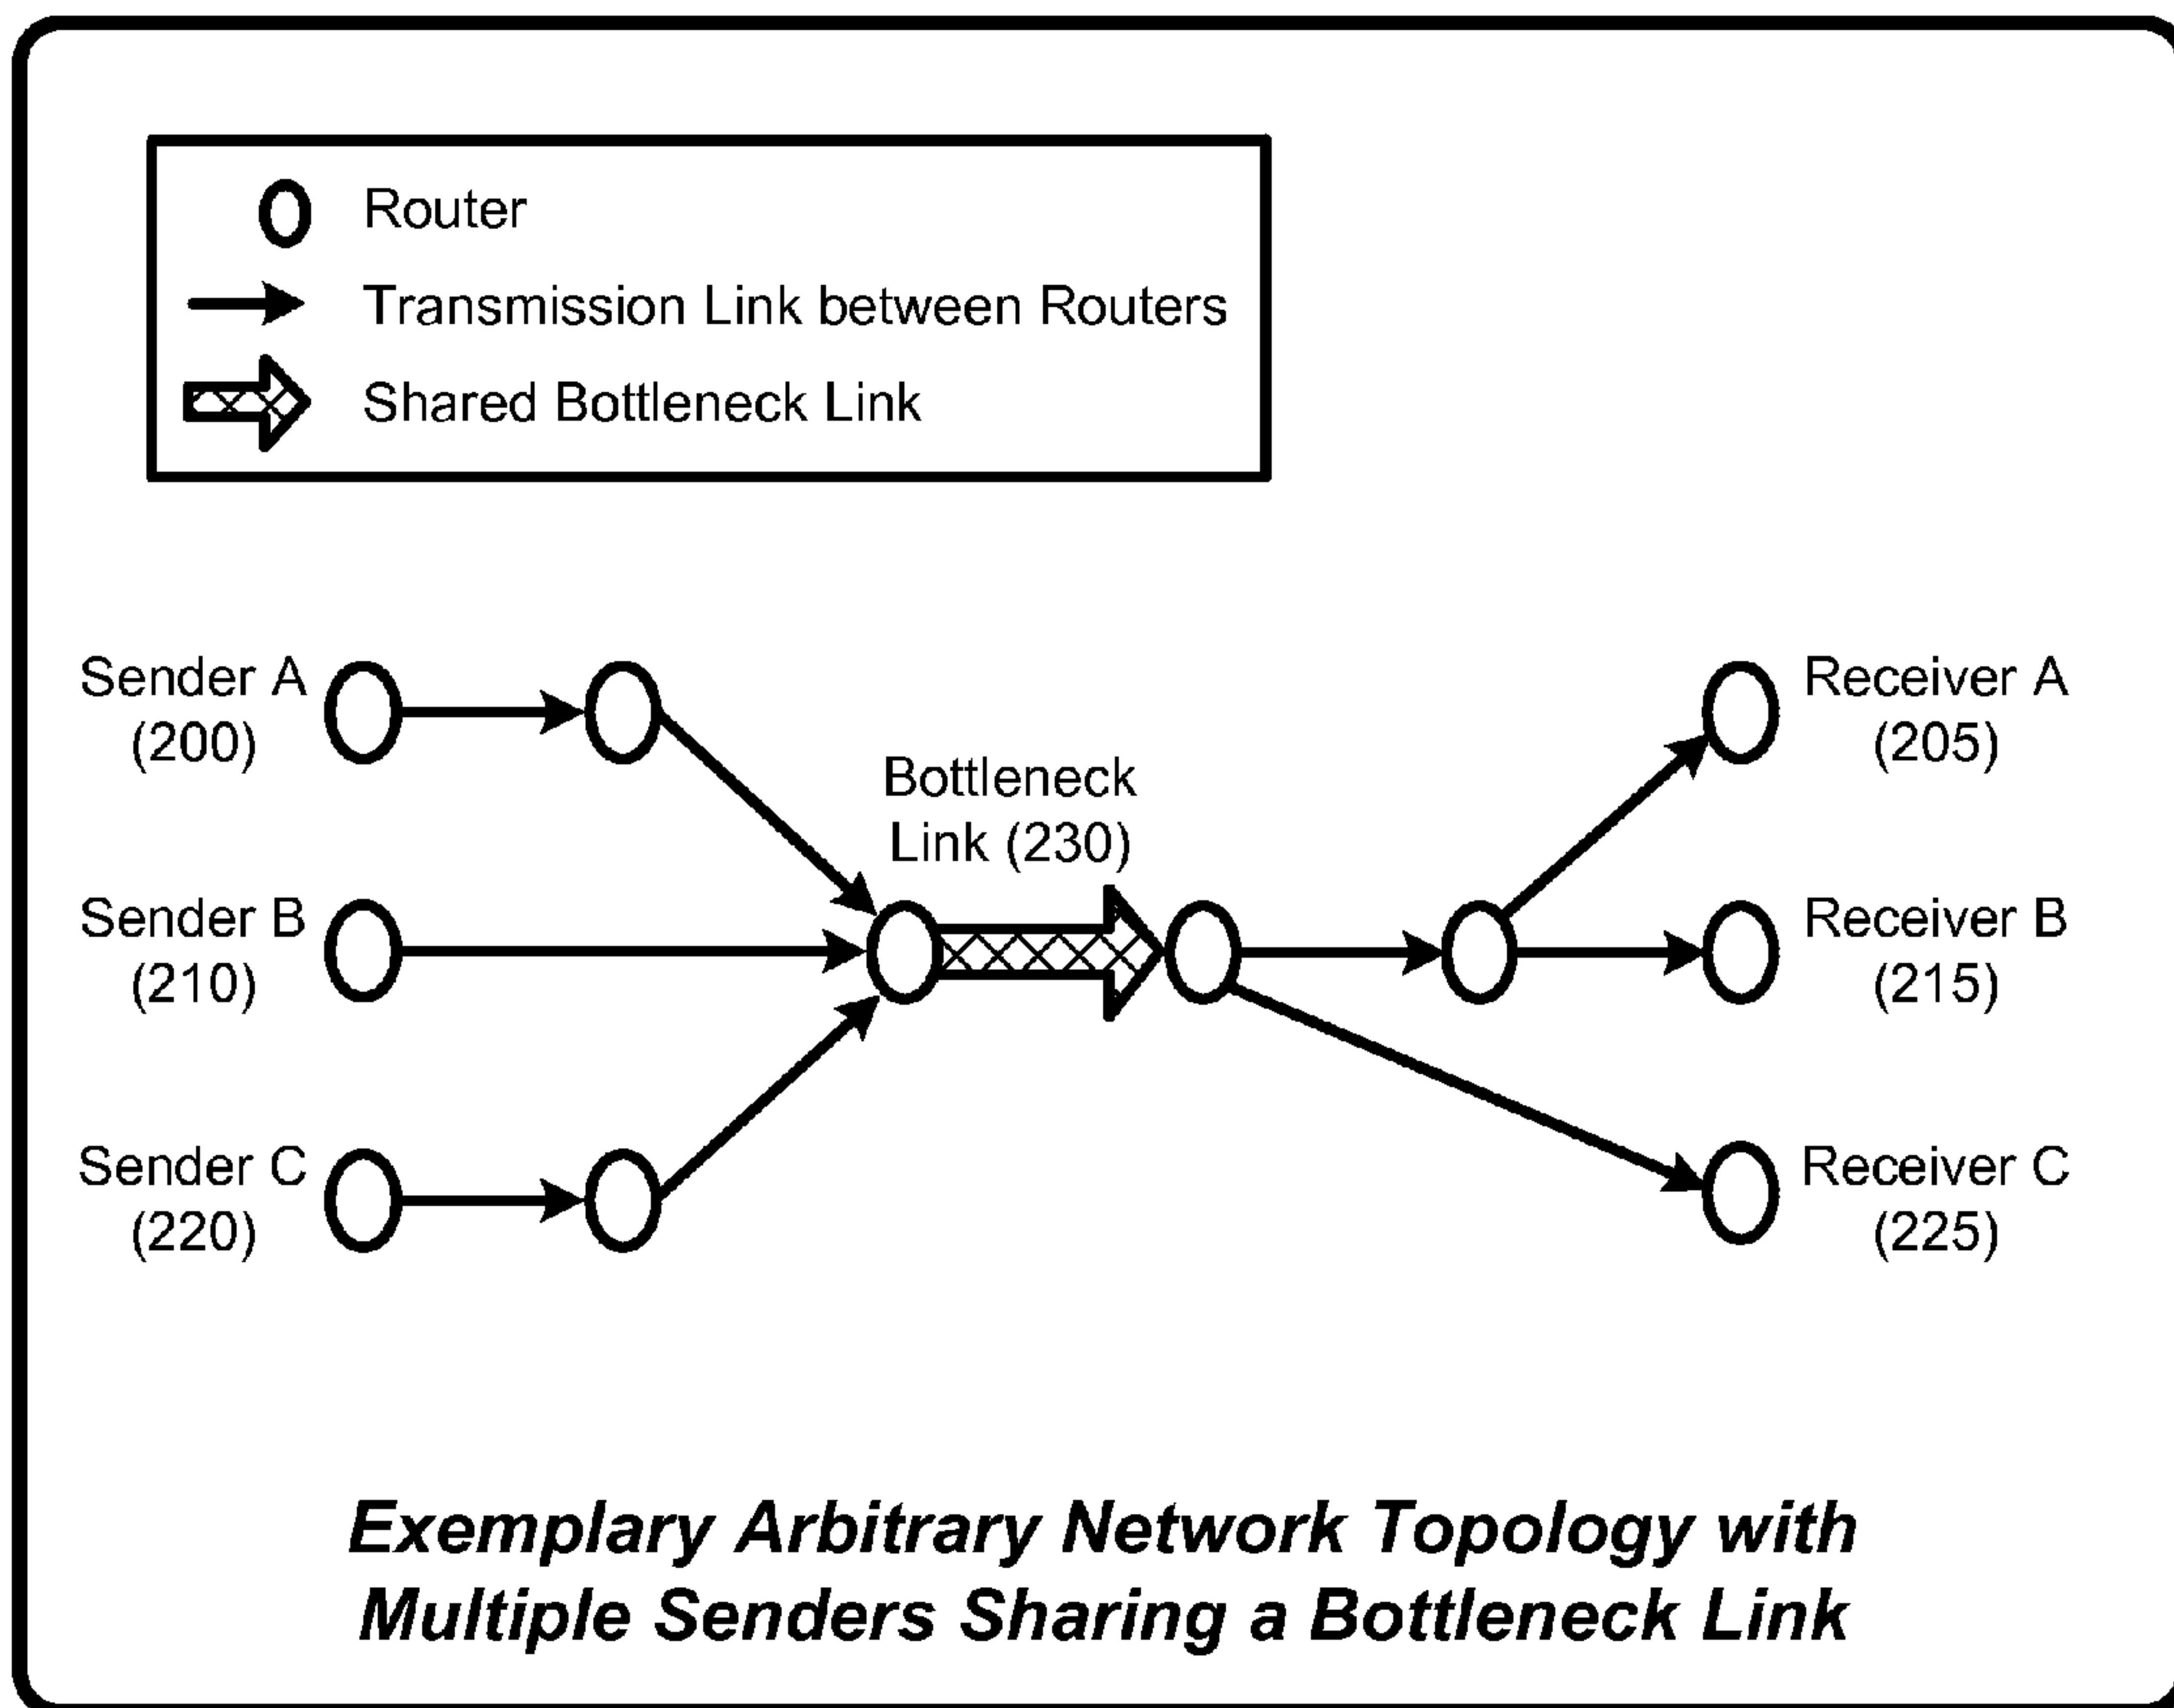 Router
Transmission Link between Routers
Shared Bottleneck Link
Sender A
(200)
Receiver A
(205)
Bottleneck
Link (230)
Sender B
(210)
Receiver B
(215)
Sender C
(220)
Receiver C
(225)
Exemplary Arbitrary Network Topology with
Multiple Senders Sharing a Bottleneck Link